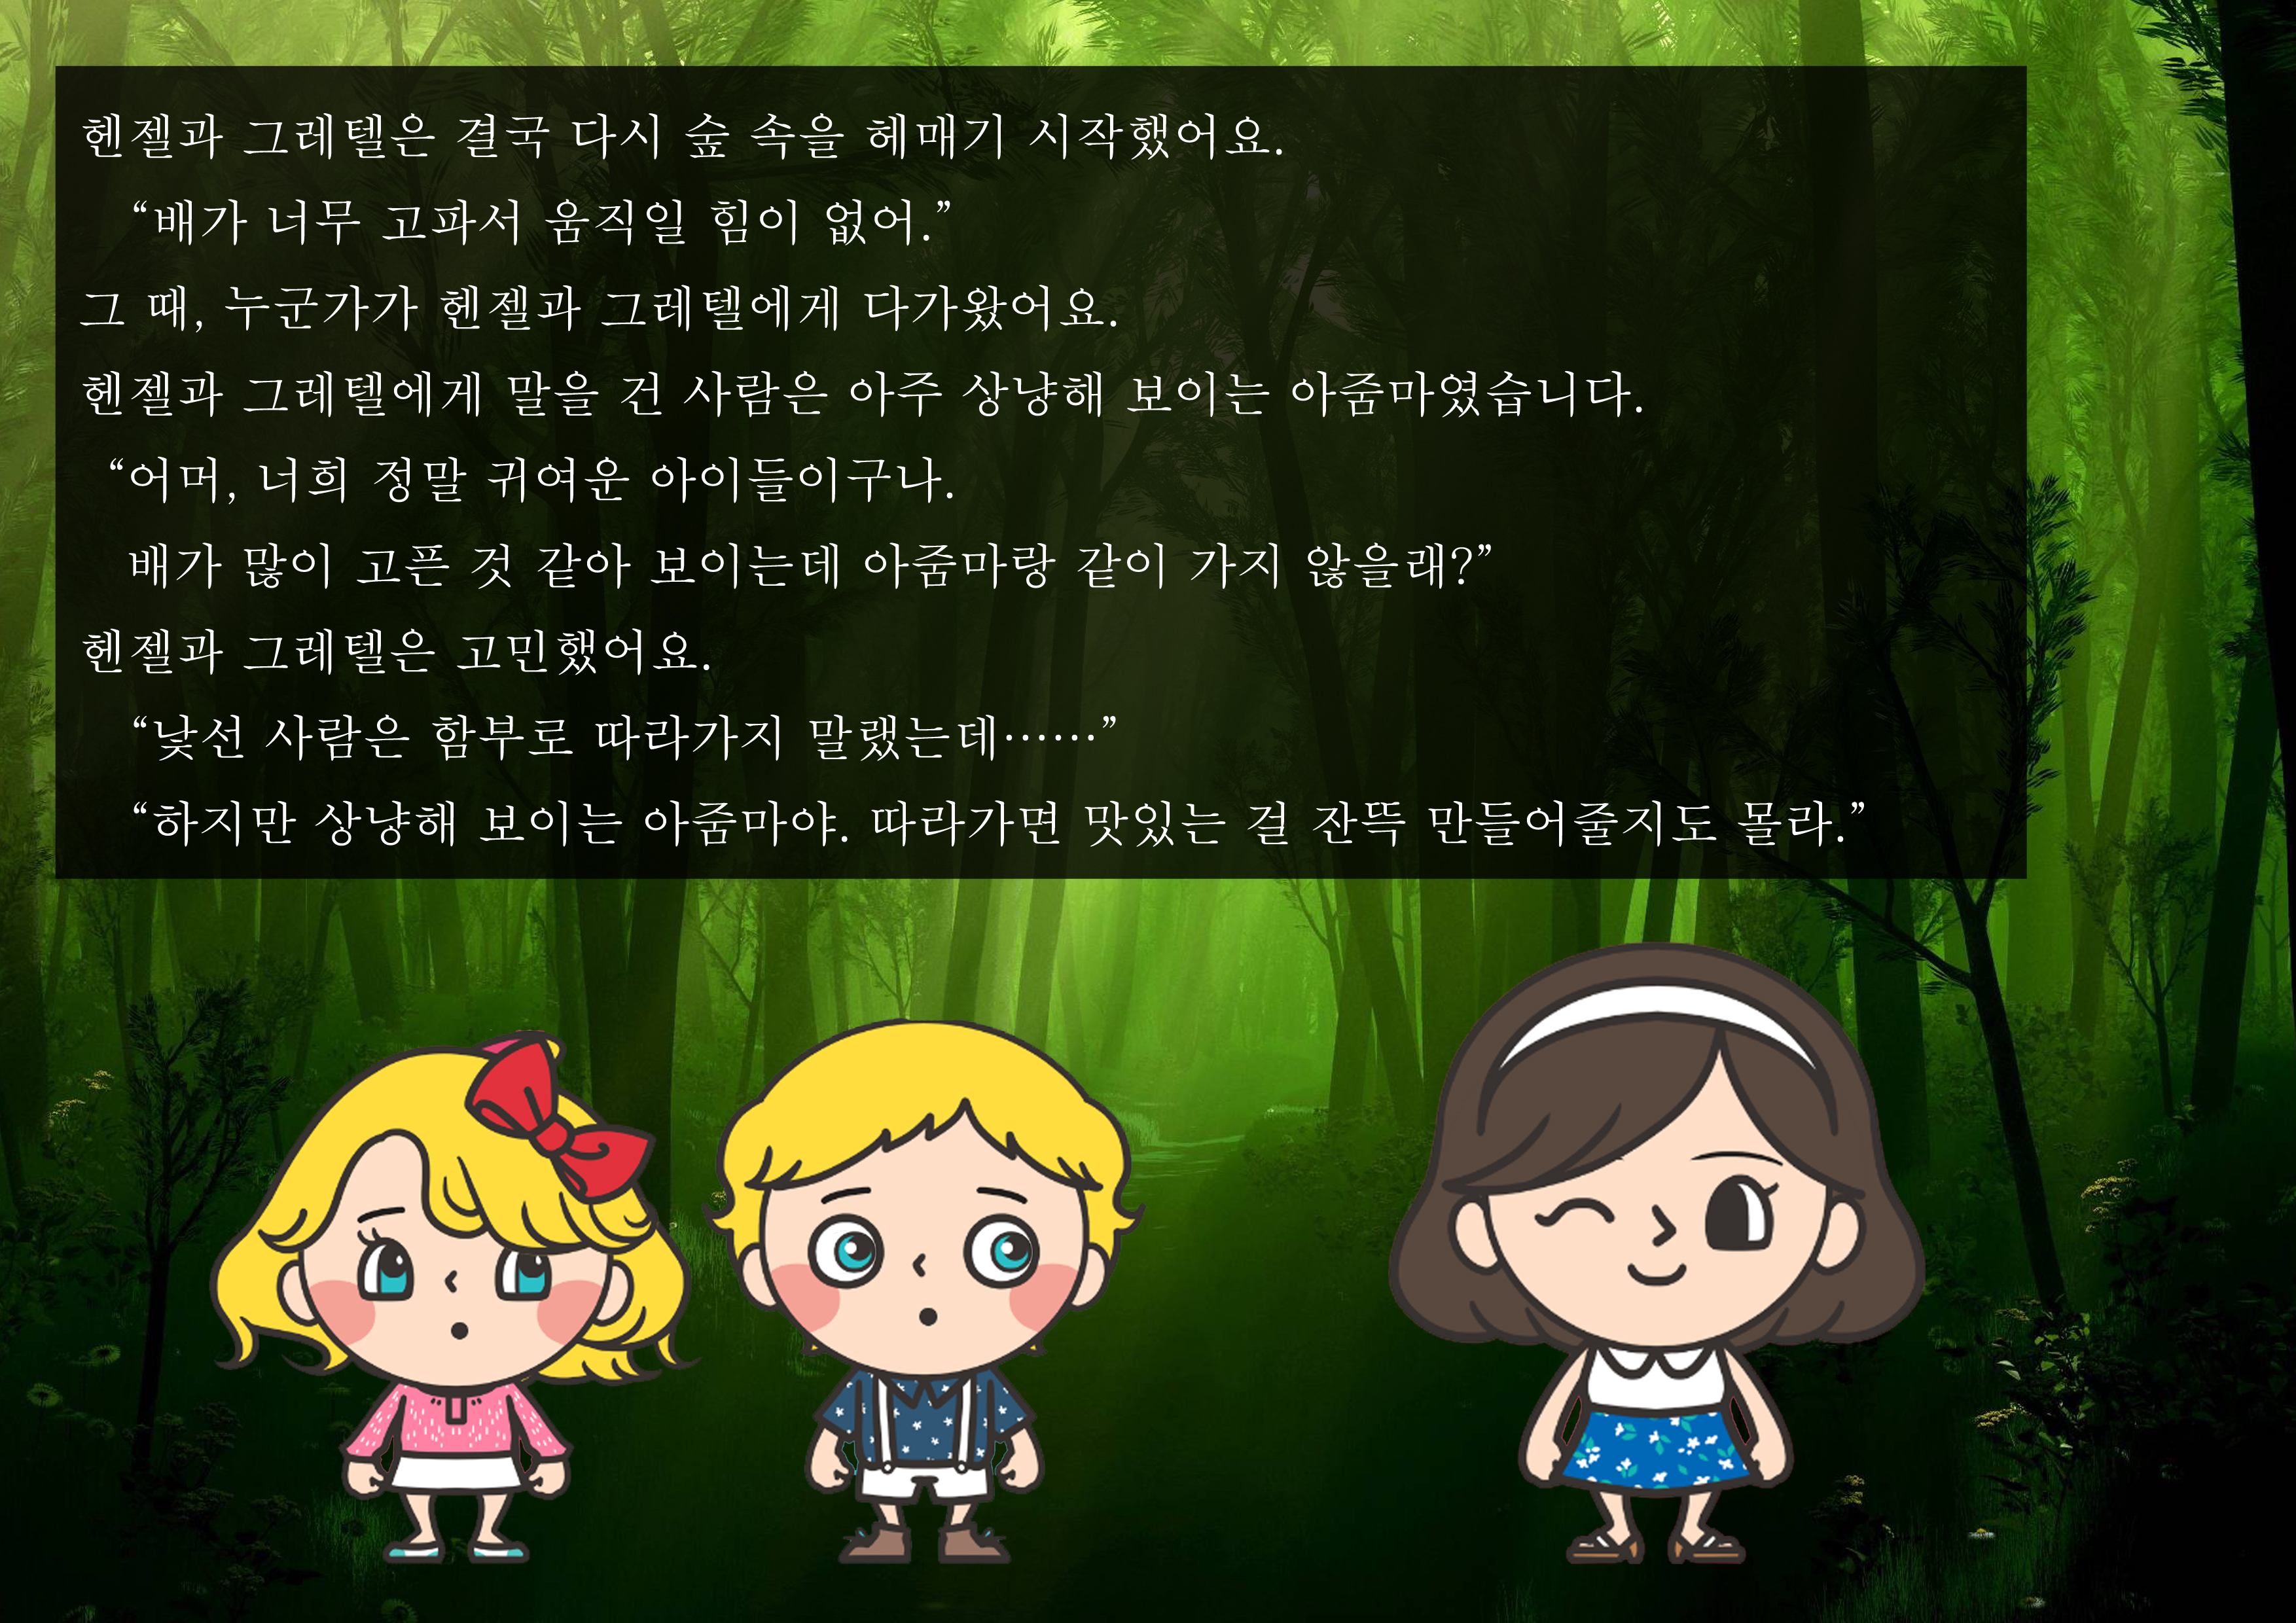 헨젤과 그레텔은 결국 다시 숲 속을 헤매기 시작했어요.
“배가 너무 고파서 움직일 힘이 없어.”
그 때, 누군가가 헨젤과 그레텔에게 다가왔어요.
헨젤과 그레텔에게 말을 건 사람은 아주 상냥해 보이는 아줌마였습니다.
“어머, 너희 정말 귀여운 아이들이구나.
배가 많이 고픈 것 같아 보이는데 아줌마랑 같이 가지 않을래?”
헨젤과 그레텔은 고민했어요.
“낯선 사람은 함부로 따라가지 말랬는데……”
“하지만 상냥해 보이는 아줌마야. 따라가면 맛있는 걸 잔뜩 만들어줄지도 몰라.”